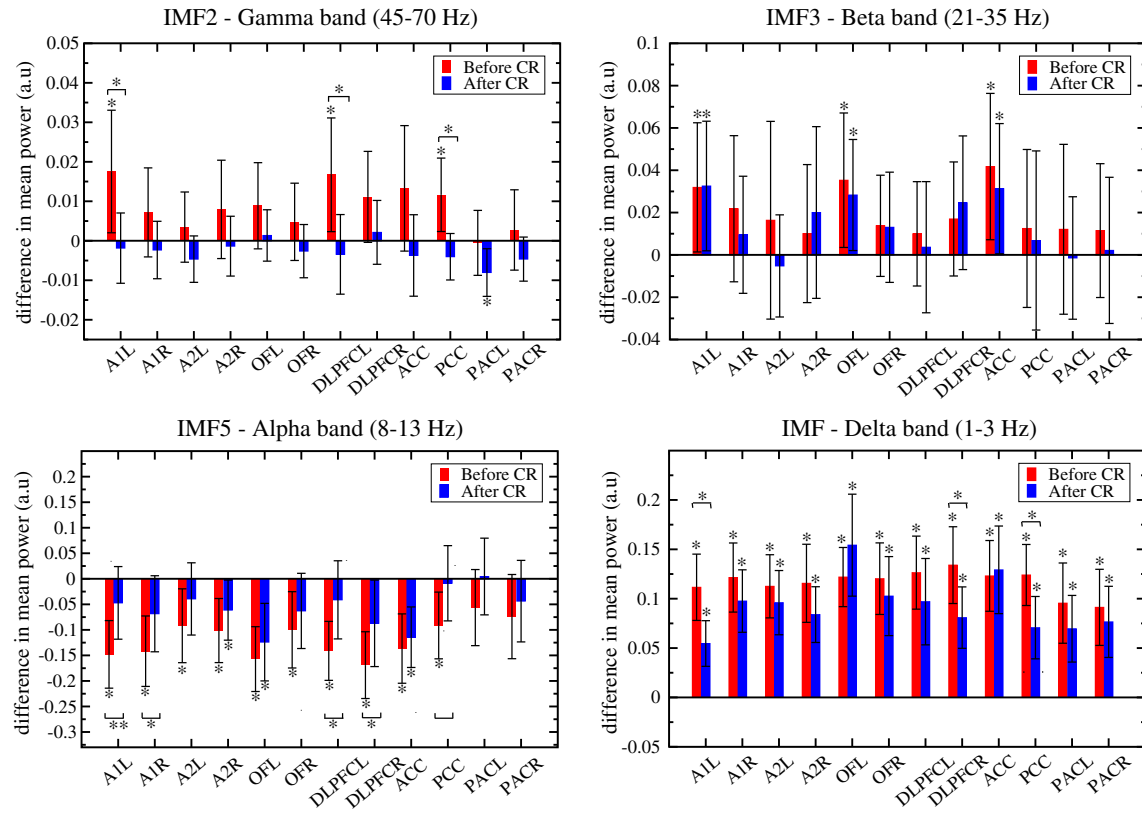 IMF2 - Gamma band (45-70 Hz)
difference in mean power (a.u)
0.05
0.04
0.03
0.02
0.01
0
-0.01
-0.02
Before CR
After CR
* * * * * * *
A1L A1R A2L A2R OFL OFR DLPFCL DLPFCR ACC PCC PACL PACR
IMF3 - Beta band (21-35 Hz)
difference in mean power (a.u)
0.1
0.08
0.06
0.04
0.02
0
-0.02
-0.04
Before CR
After CR
** * * * *
A1L A1R A2L A2R OFL OFR DLPFCL DLPFCR ACC PCC PACL PACR
IMF5 - Alpha band (8-13 Hz)
difference in mean power (a.u)
0.2
0.15
0.1
0.05
0
-0.05
-0.1
-0.15
-0.2
-0.25
-0.3
Before CR
After CR
* * * * * * * * * * * * *
** * * *
A1L A1R A2L A2R OFL OFR DLPFCL DLPFCR ACC PCC PACL PACR
IMF - Delta band (1-3 Hz)
difference in mean power (a.u)
0.2
0.15
0.1
0.05
0
-0.05
Before CR
After CR
* * *
* * * * * * * * * * * * * * * * * * * * * * * *
A1L A1R A2L A2R OFL OFR DLPFCL DLPFCR ACC PCC PACL PACR